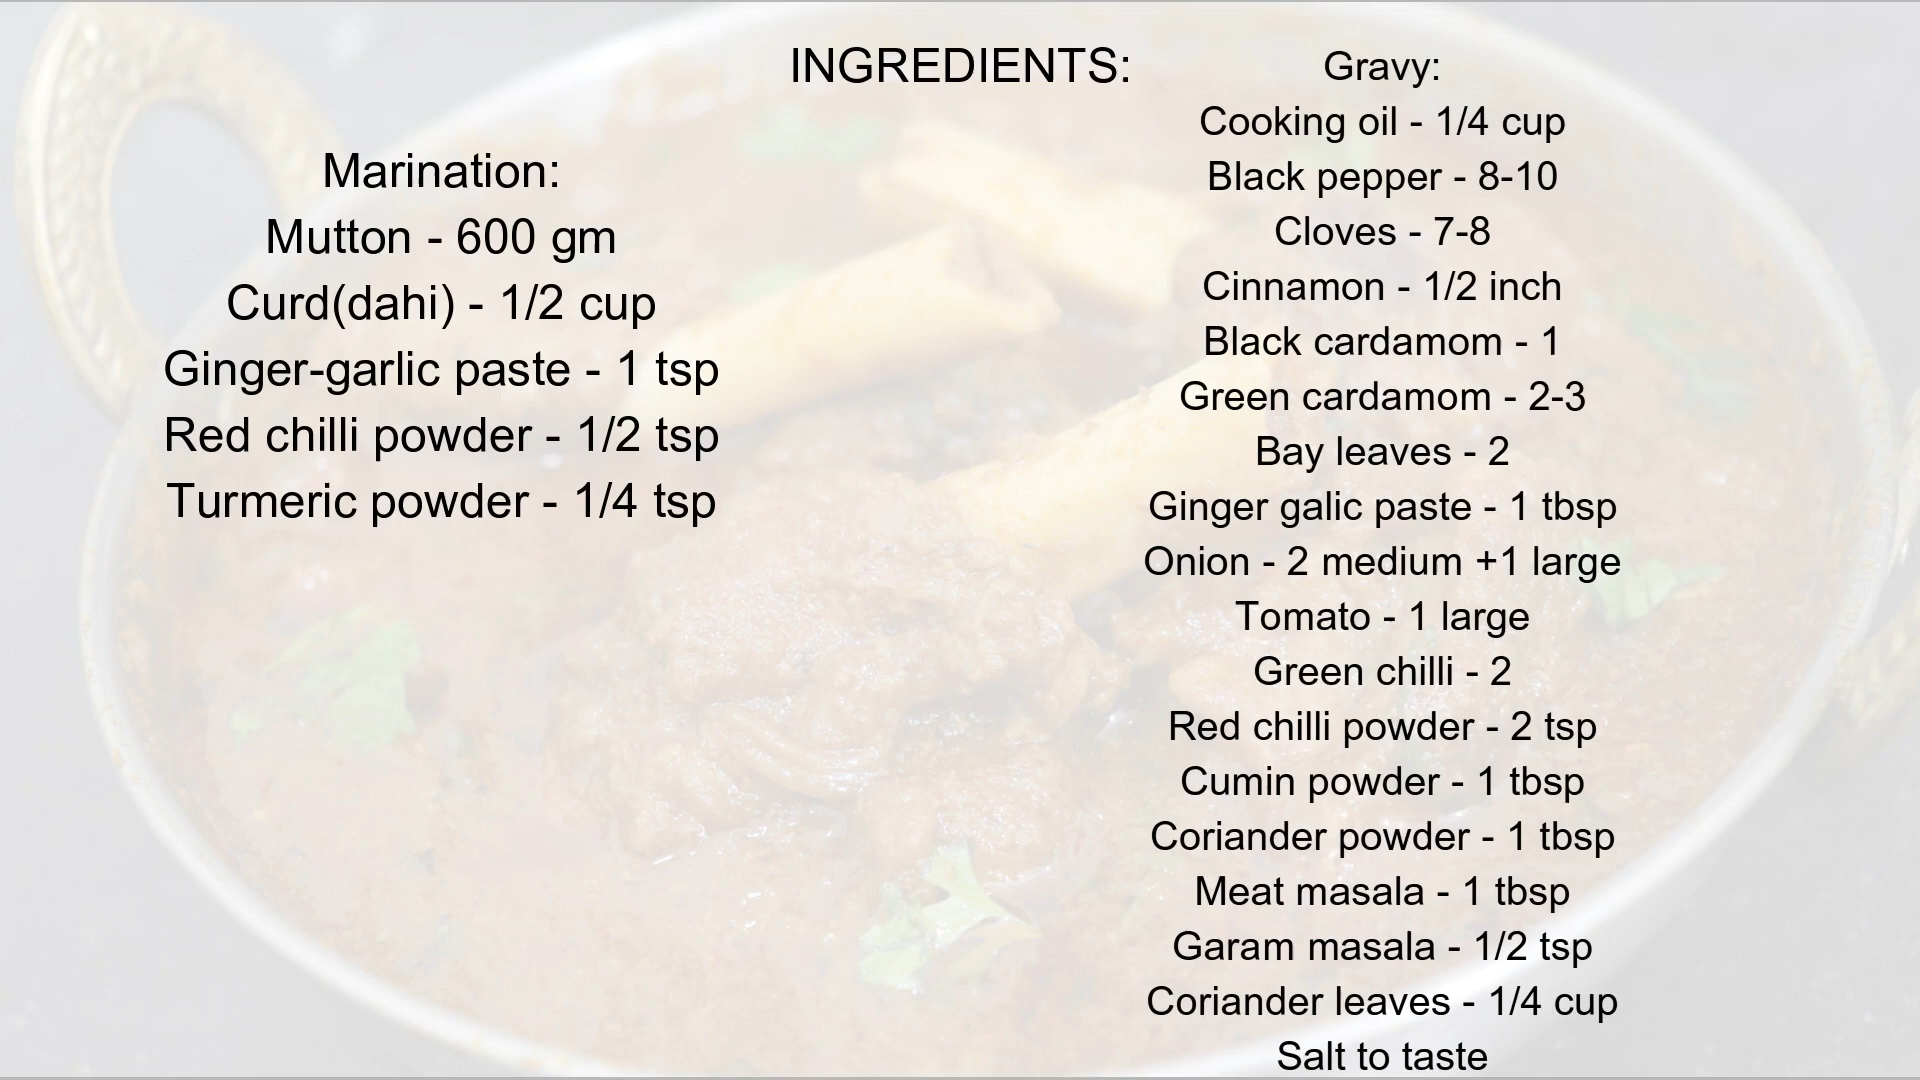 INGREDIENTS:
Marination:
Mutton - 600 gm
Curd(dahi) - 1/2 cup
Ginger-garlic paste - 1 tsp
Red chilli powder - 1/2 tsp
Turmeric powder - 1/4 tsp
Gravy:
Cooking oil - 1/4 cup
Black pepper - 8-10
Cloves - 7-8
Cinnamon - 1/2 inch
Black cardamom - 1
Green cardamom - 2-3
Bay leaves - 2
Ginger galic paste - 1 tbsp
Onion - 2 medium +1 large
Tomato - 1 large
Green chilli - 2
Red chilli powder - 2 tsp
Cumin powder - 1 tbsp
Coriander powder - 1 tbsp
Meat masala - 1 tbsp
Garam masala - 1/2 tsp
Coriander leaves - 1/4 cup
Salt to taste